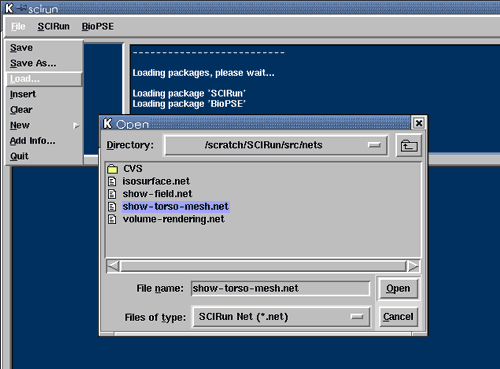 scirun
File SCIRun BioPSE
Save
Save As...
Load...
Insert
Clear
New
Add Info...
Quit
Loading packages, please wait...
Loading package 'SCIRun'
Loading package 'BioPSE'
Open
Directory: /scratch/SCIRun/src/nets
CVS
isosurface.net
show-field.net
show-torso-mesh.net
volume-rendering.net
File name: show-torso-mesh.net Open
Files of type: SCIRun Net (*.net) Cancel